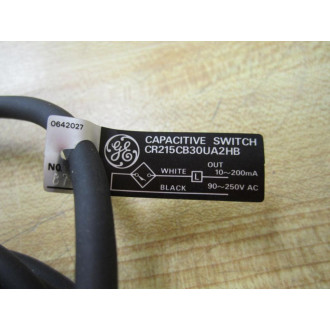 0642027
CAPACITIVE SWITCH
CR215CB30UA2HB
WHITE L OUT 10~200mA
BLACK 90~250V AC
NO